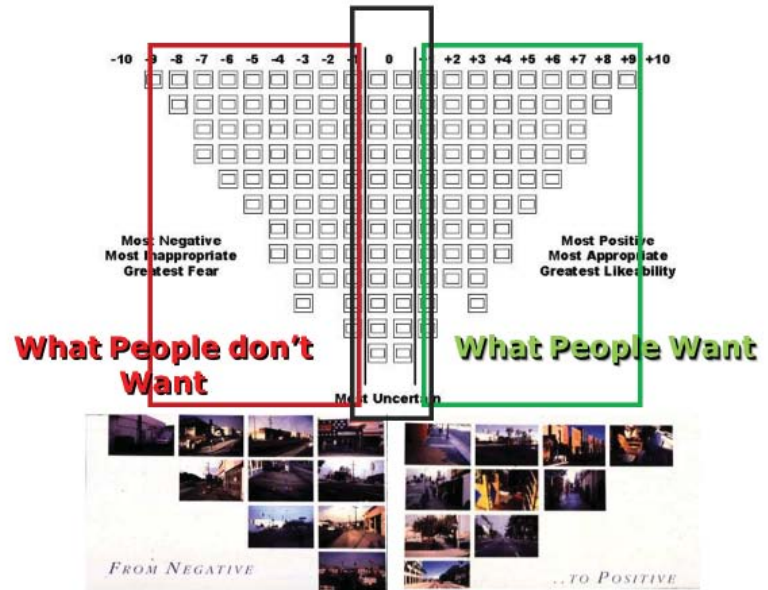 -10 -9 -8 -7 -6 -5 -4 -3 -2 -1 0 +1 +2 +3 +4 +5 +6 +7 +8 +9 +10
Most Negative
Most Inappropriate
Greatest Fear
Most Positive
Most Appropriate
Greatest Likeability
What People don't
Want
What People Want
Most Uncertain
FROM NEGATIVE
..TO POSITIVE